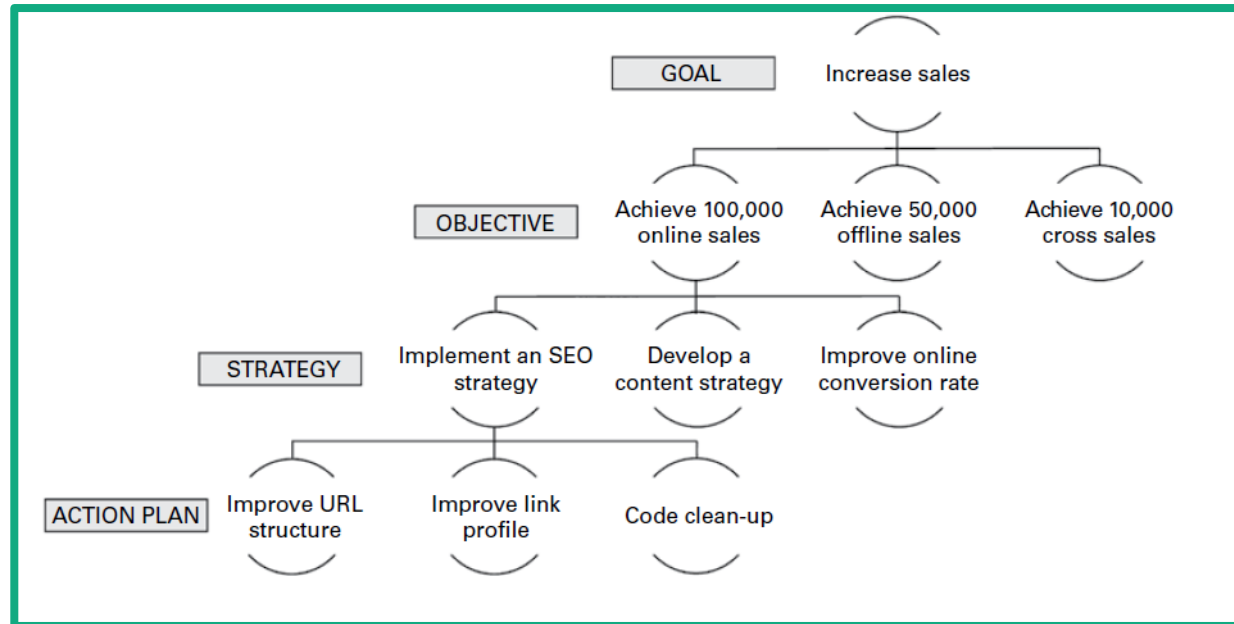 GOAL
Increase sales
OBJECTIVE
Achieve 100,000
online sales
Achieve 50,000
offline sales
Achieve 10,000
cross sales
STRATEGY
Implement an SEO
strategy
Develop a
content strategy
Improve online
conversion rate
ACTION PLAN
Improve URL
structure
Improve link
profile
Code clean-up